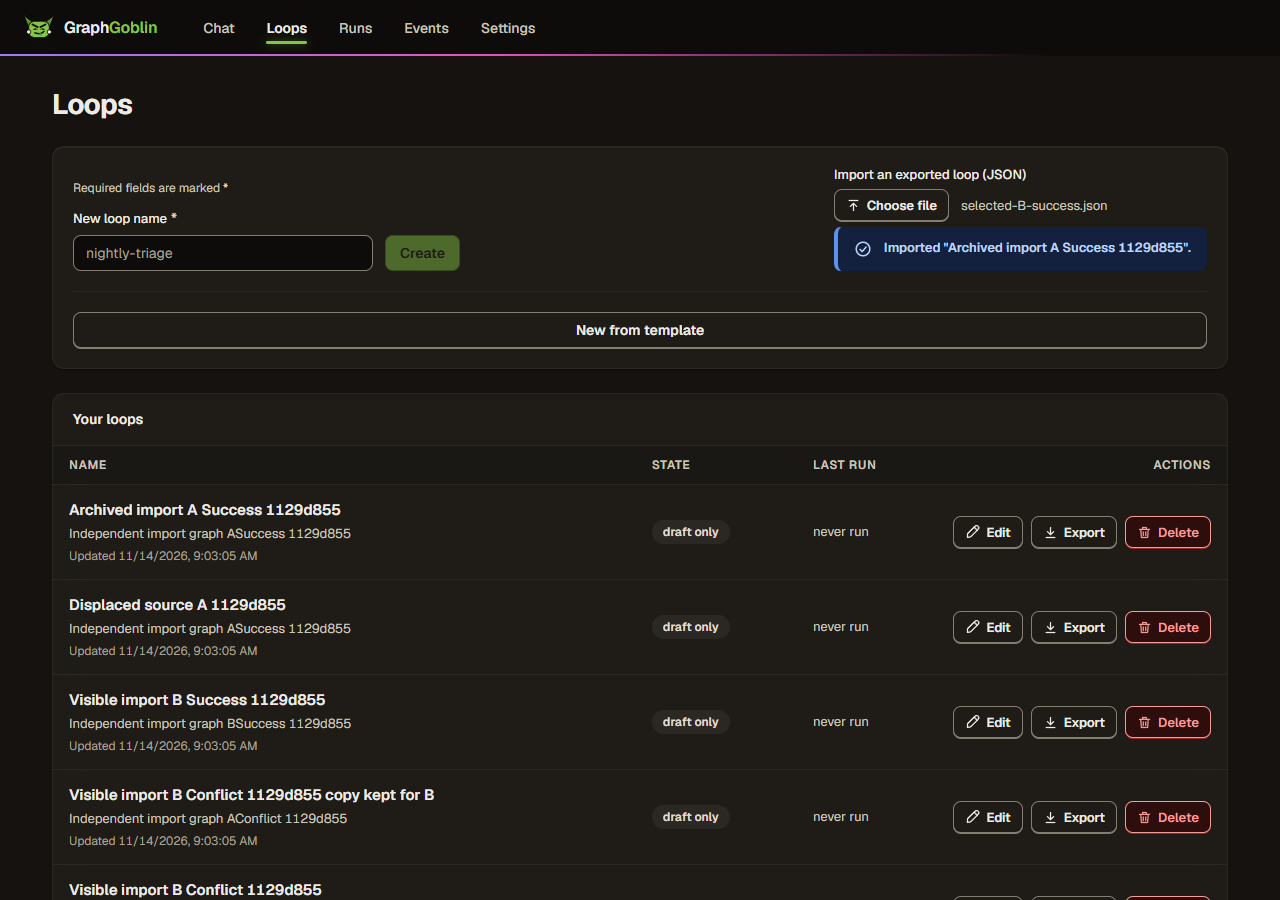 GraphGoblin
Chat
Loops
Runs
Events
Settings
Loops
Required fields are marked *
New loop name *
nightly-triage
Create
Import an exported loop (JSON)
Choose file
selected-B-success.json
Imported "Archived import A Success 1129d855".
New from template
Your loops
NAME STATE LAST RUN ACTIONS
Archived import A Success 1129d855
Independent import graph ASuccess 1129d855
Updated 11/14/2026, 9:03:05 AM
draft only
never run
Edit
Export
Delete
Displaced source A 1129d855
Independent import graph ASuccess 1129d855
Updated 11/14/2026, 9:03:05 AM
draft only
never run
Edit
Export
Delete
Visible import B Success 1129d855
Independent import graph BSuccess 1129d855
Updated 11/14/2026, 9:03:05 AM
draft only
never run
Edit
Export
Delete
Visible import B Conflict 1129d855 copy kept for B
Independent import graph AConflict 1129d855
Updated 11/14/2026, 9:03:05 AM
draft only
never run
Edit
Export
Delete
Visible import B Conflict 1129d855